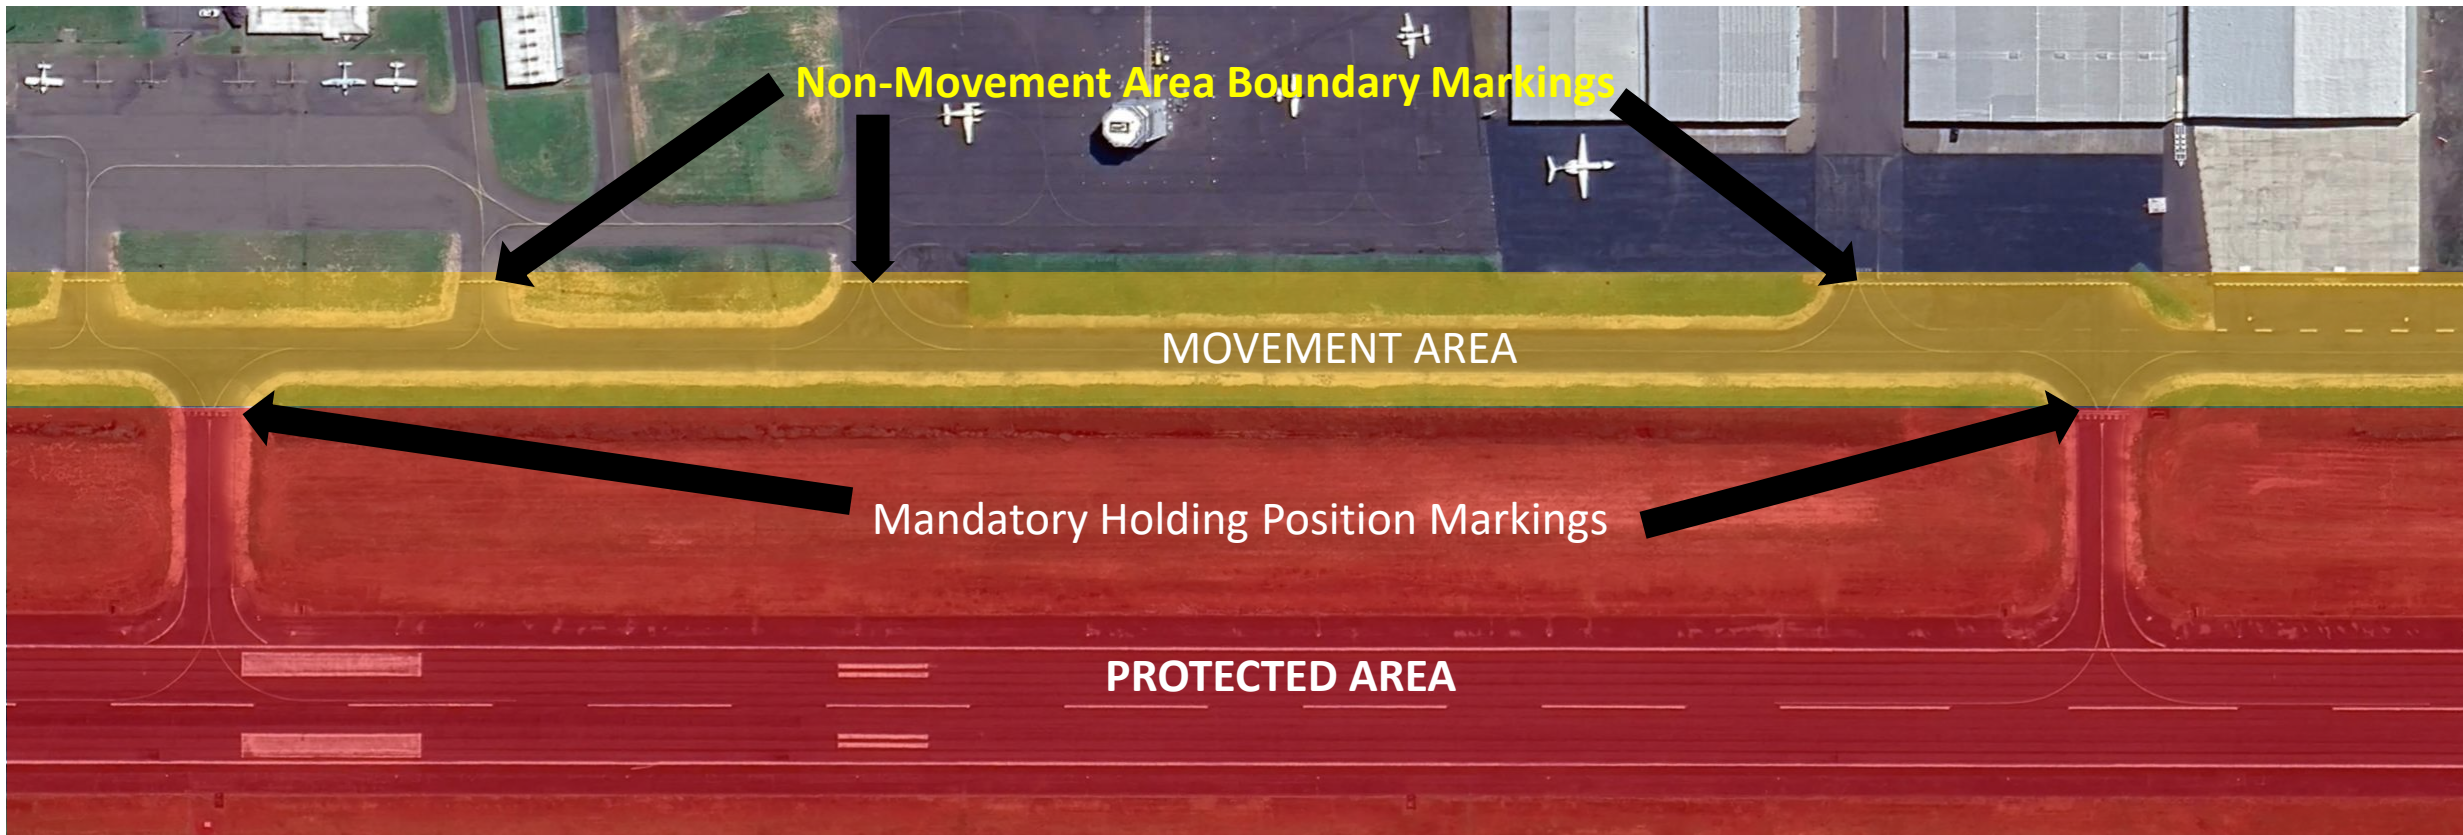 Non-Movement Area Boundary Markings
MOVEMENT AREA
Mandatory Holding Position Markings
PROTECTED AREA